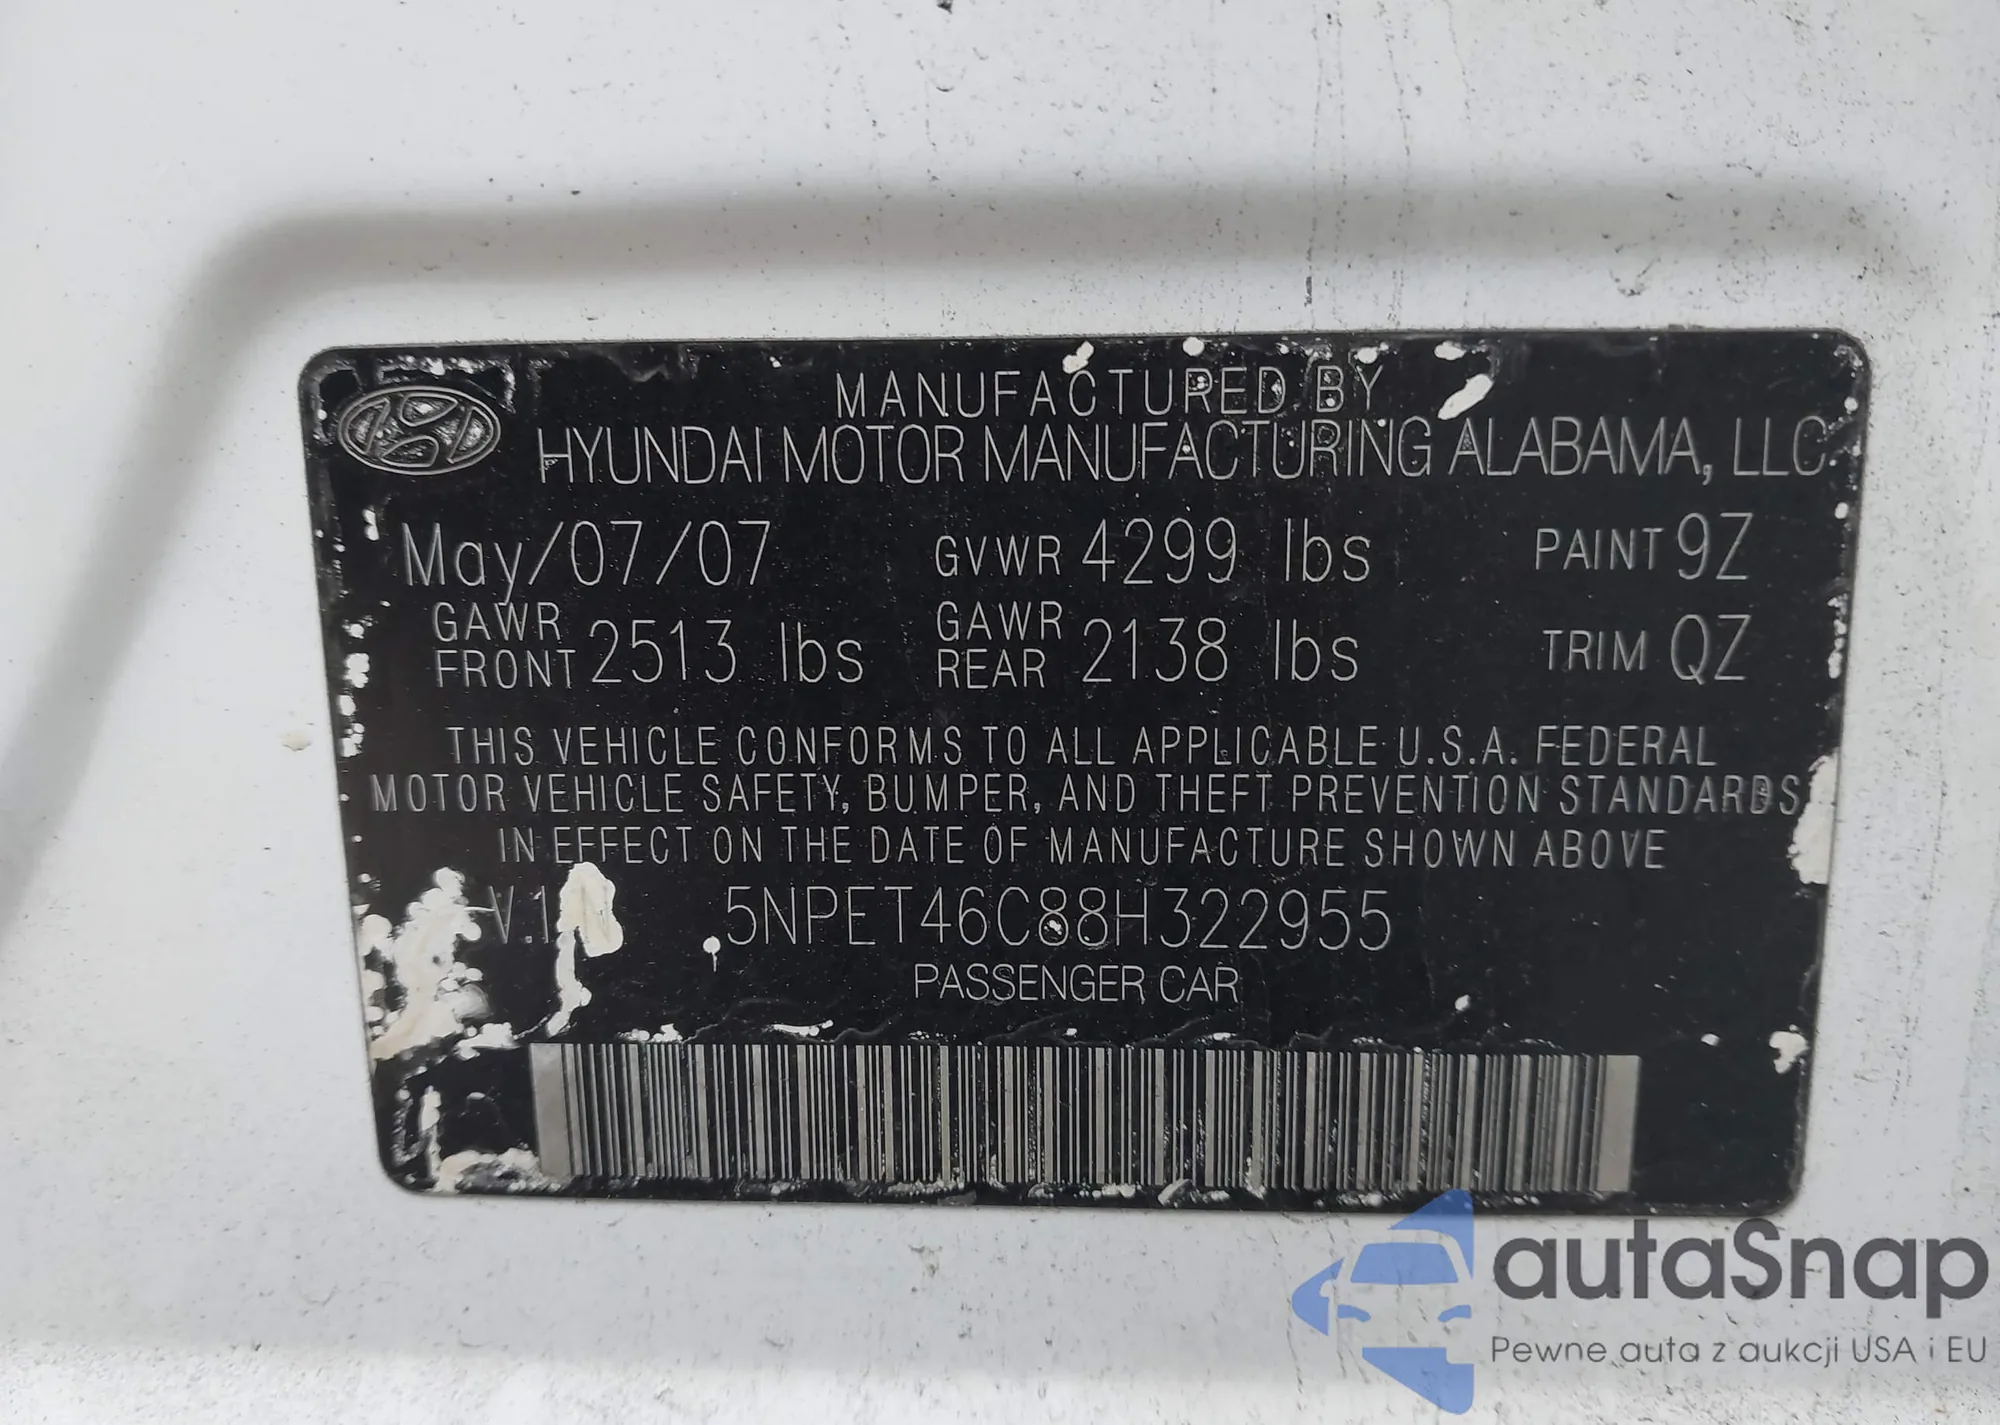 MANUFACTURED BY
HYUNDAI MOTOR MANUFACTURING ALABAMA, LLC.
May/07/07 GVWR 4299 lbs PAINT 9Z
GAWR FRONT 2513 lbs GAWR REAR 2138 lbs TRIM QZ
THIS VEHICLE CONFORMS TO ALL APPLICABLE U.S.A. FEDERAL
MOTOR VEHICLE SAFETY, BUMPER, AND THEFT PREVENTION STANDARDS
IN EFFECT ON THE DATE OF MANUFACTURE SHOWN ABOVE
5NPET46C88H322955
PASSENGER CAR
autaSnap
Pewne auta z aukcji USA i EU